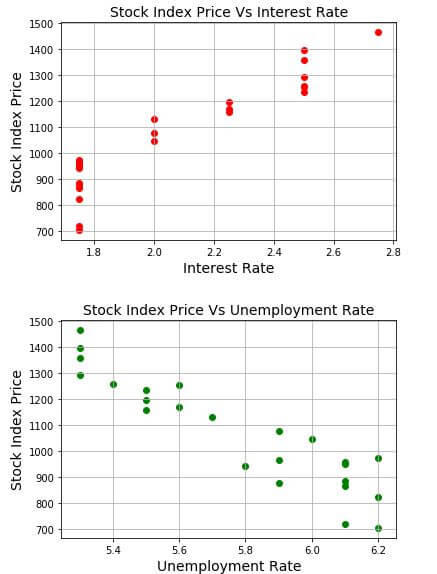 Stock Index Price Vs Interest Rate
1500
1400
1300
1200
1100
1000
900
800
700
Stock Index Price
1.8 2.0 2.2 2.4 2.6 2.8
Interest Rate
Stock Index Price Vs Unemployment Rate
1500
1400
1300
1200
1100
1000
900
800
700
Stock Index Price
5.4 5.6 5.8 6.0 6.2
Unemployment Rate